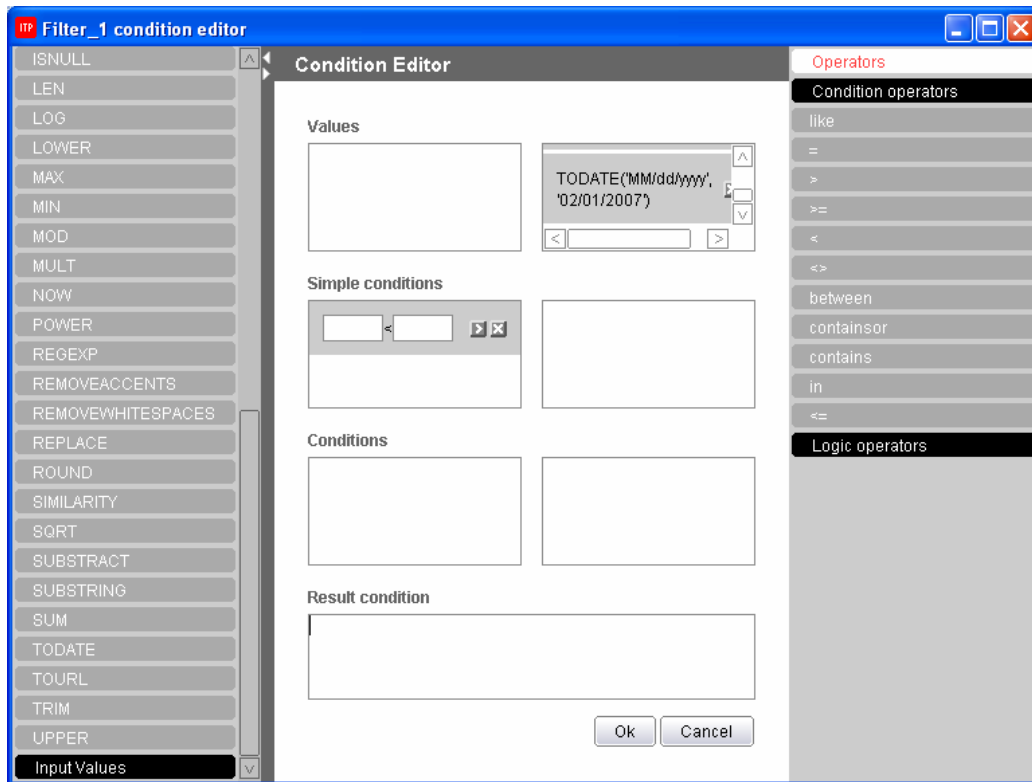 ITP Filter_1 condition editor
ISNULL
LEN
LOG
LOWER
MAX
MIN
MOD
MULT
NOW
POWER
REGEXP
REMOVEACCENTS
REMOVEWHITESPACES
REPLACE
ROUND
SIMILARITY
SQRT
SUBSTRACT
SUBSTRING
SUM
TODATE
TOURL
TRIM
UPPER
Input Values
Condition Editor
Values
TODATE('MM/dd/yyyy',
'02/01/2007')
Simple conditions
<
Conditions
Result condition
Ok Cancel
Operators
Condition operators
like
=
>
>=
<
<>
between
containsor
contains
in
<=
Logic operators